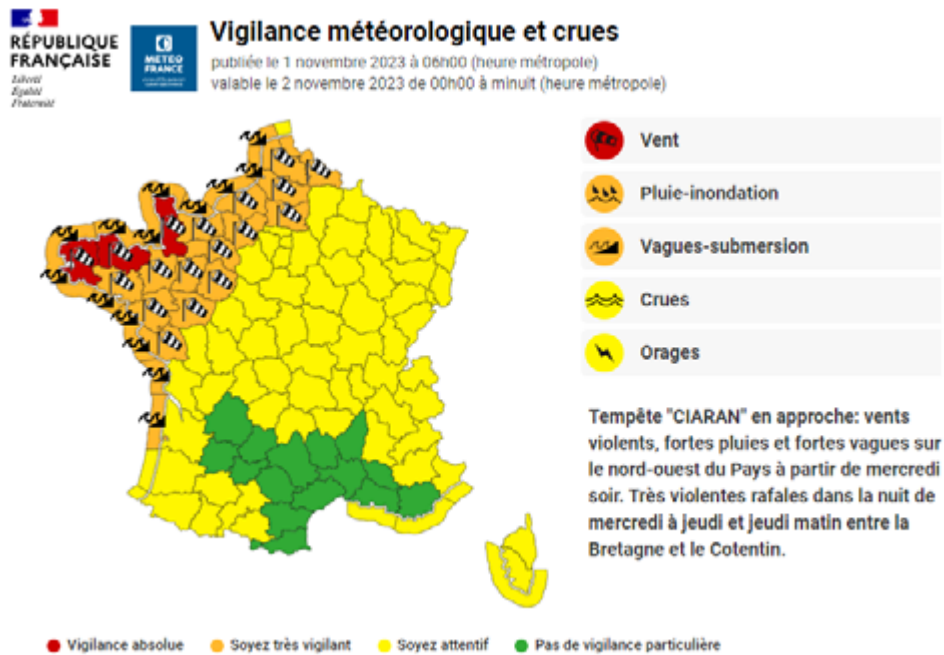 RÉPUBLIQUE
FRANÇAISE
Liberté
Égalité
Fraternité
METEO
FRANCE
Vigilance météorologique et crues
publiée le 1 novembre 2023 à 06h00 (heure métropole)
valable le 2 novembre 2023 de 00h00 à minuit (heure métropole)
Vent
Pluie-inondation
Vagues-submersion
Crues
Orages
Tempête "CIARAN" en approche: vents
violents, fortes pluies et fortes vagues sur
le nord-ouest du Pays à partir de mercredi
soir. Très violentes rafales dans la nuit de
mercredi à jeudi et jeudi matin entre la
Bretagne et le Cotentin.
Vigilance absolue
Soyez très vigilant
Soyez attentif
Pas de vigilance particulière